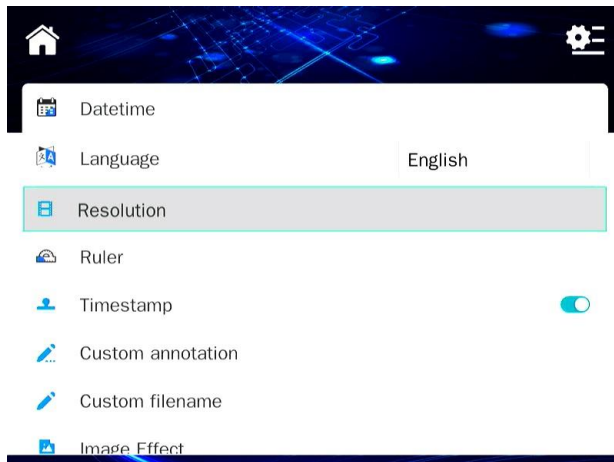 Datetime
Language English
Resolution
Ruler
Timestamp
Custom annotation
Custom filename
Image Effect